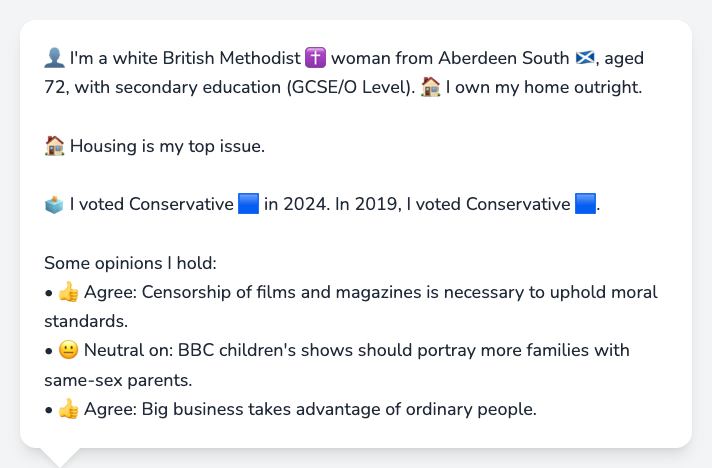 👤 I'm a white British Methodist ✝️ woman from Aberdeen South 🏴󠁧󠁢󠁳󠁣󠁴󠁿, aged
72, with secondary education (GCSE/O Level). 🏠 I own my home outright.
🏠 Housing is my top issue.
🗳️ I voted Conservative 🟦 in 2024. In 2019, I voted Conservative 🟦.
Some opinions I hold:
• 👍 Agree: Censorship of films and magazines is necessary to uphold moral
standards.
• 😐 Neutral on: BBC children's shows should portray more families with
same-sex parents.
• 👍 Agree: Big business takes advantage of ordinary people.